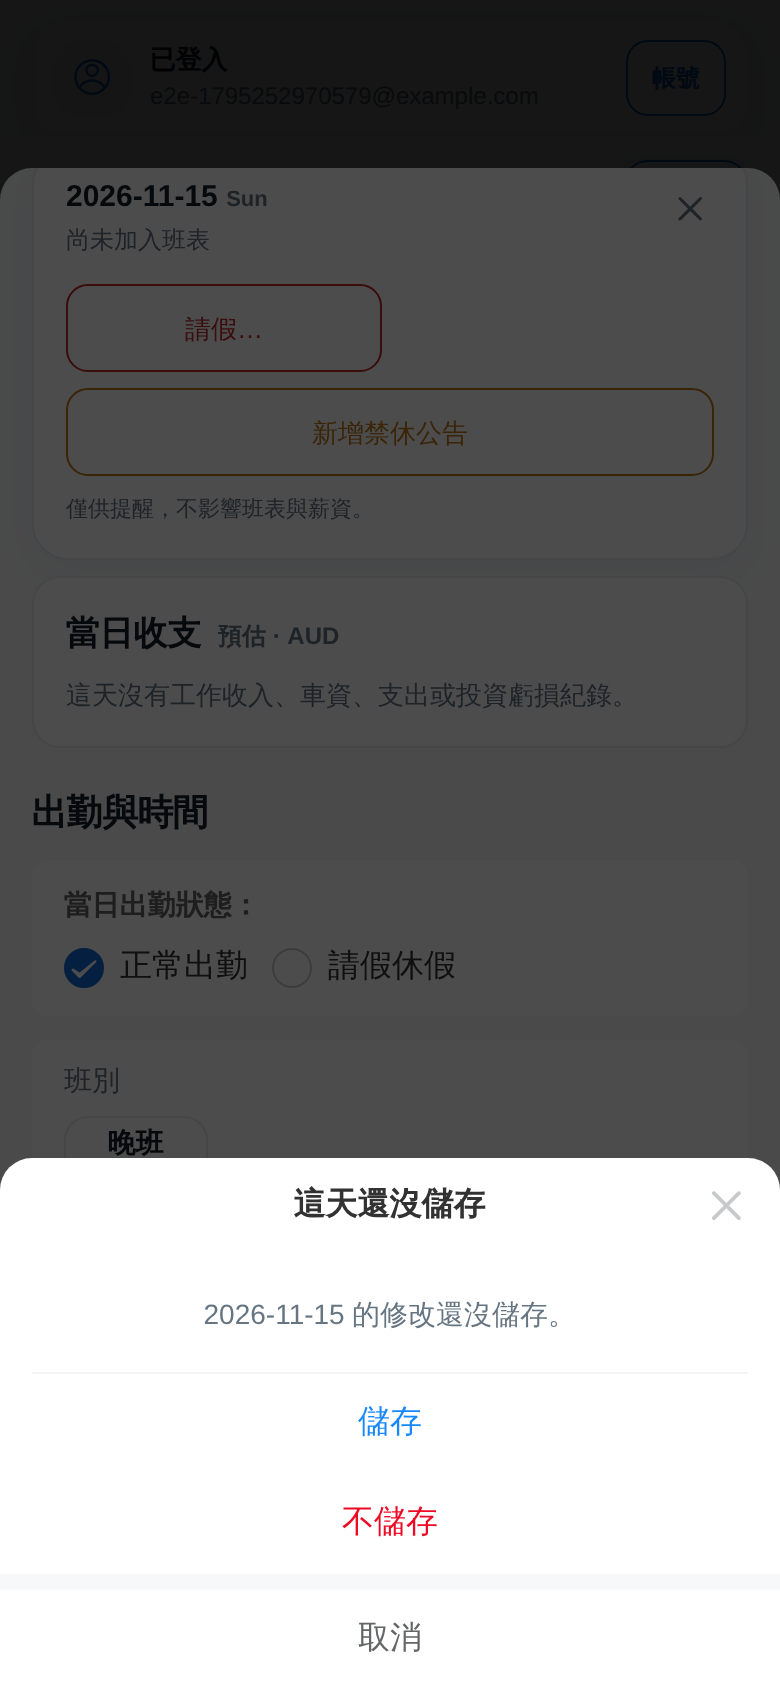 已登入
e2e-1795252970579@example.com
帳號
2026-11-15 Sun
尚未加入班表
請假…
新增禁休公告
僅供提醒，不影響班表與薪資。
當日收支 預估 · AUD
這天沒有工作收入、車資、支出或投資虧損紀錄。
出勤與時間
當日出勤狀態：
正常出勤 請假休假
班別
晚班
這天還沒儲存
2026-11-15 的修改還沒儲存。
儲存
不儲存
取消